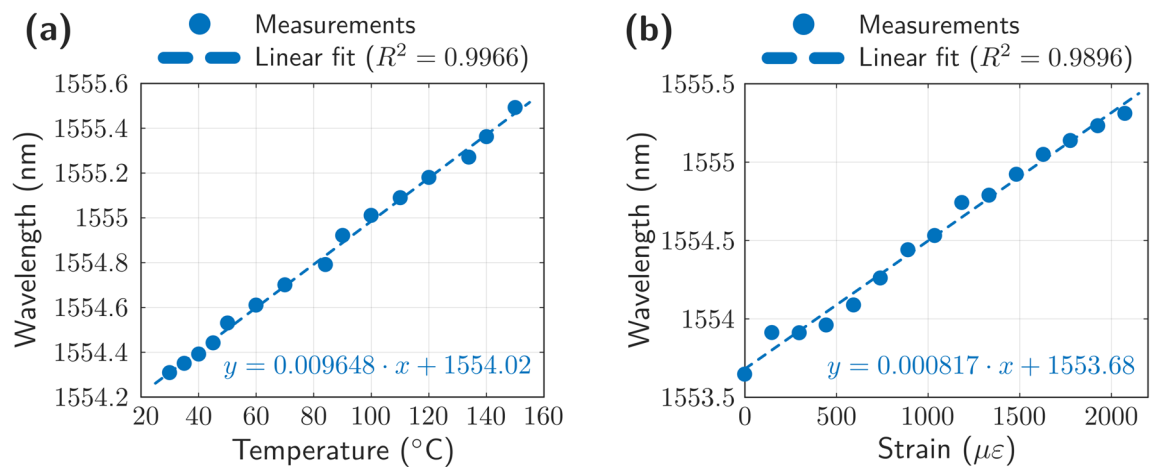 (a)
Measurements
Linear fit (R² = 0.9966)
Wavelength (nm)
1555.6
1555.4
1555.2
1555
1554.8
1554.6
1554.4
1554.2
y = 0.009648 · x + 1554.02
20 40 60 80 100 120 140 160
Temperature (°C)
(b)
Measurements
Linear fit (R² = 0.9896)
Wavelength (nm)
1555.5
1555
1554.5
1554
1553.5
y = 0.000817 · x + 1553.68
0 500 1000 1500 2000
Strain (με)